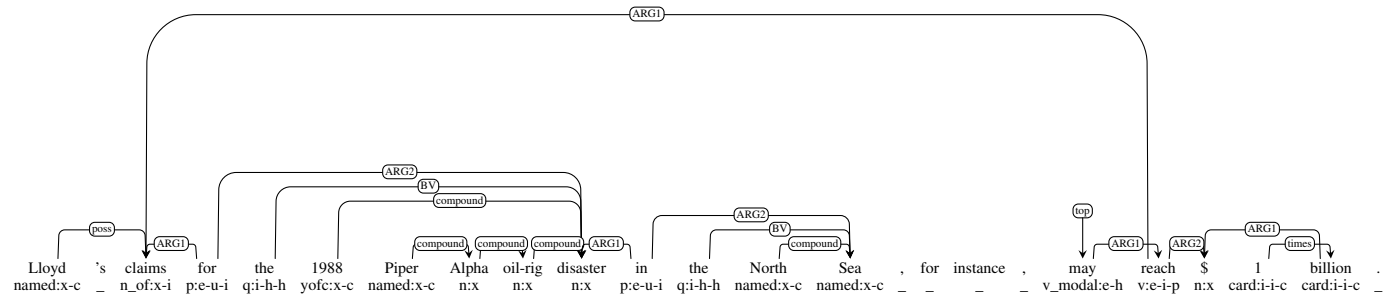 ARG1
ARG2
BV
compound
top
ARG2
poss
BV
ARG1
ARG1
compound
compound
compound
ARG1
compound
ARG1
ARG2
times
Lloyd 's claims for the 1988 Piper Alpha oil-rig disaster in the North Sea , for instance , may reach $ 1 billion .
named:x-c _ n_of:x-i p:e-u-i q:i-h-h yofc:x-c named:x-c n:x n:x n:x p:e-u-i q:i-h-h named:x-c named:x-c _ _ _ _ v_modal:e-h v:e-i-p n:x card:i-i-c card:i-i-c _